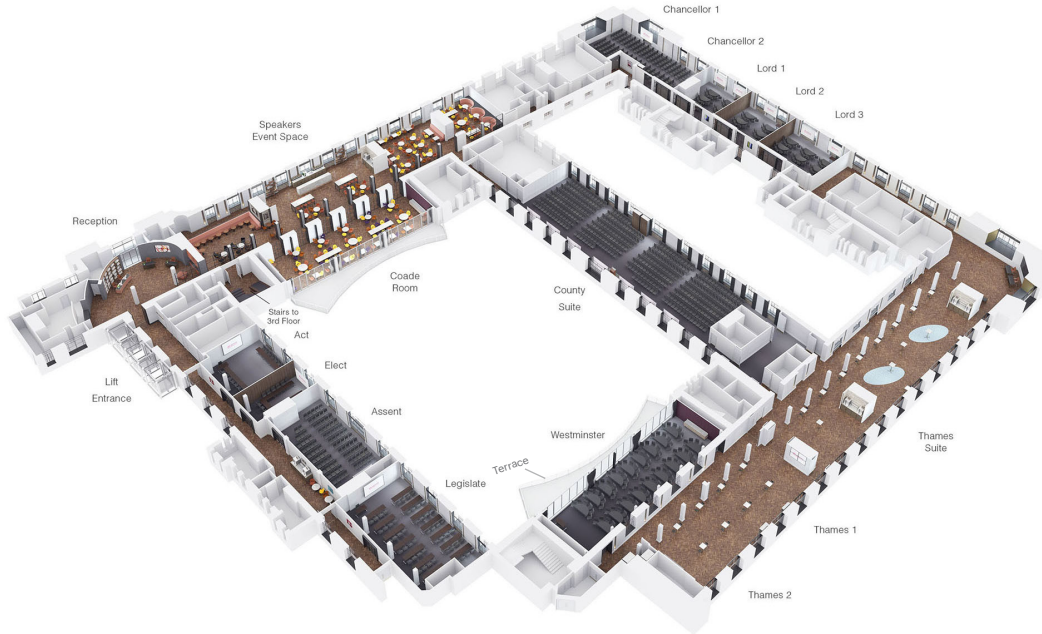 Chancellor 1
Chancellor 2
Lord 1
Lord 2
Lord 3
Speakers
Event Space
Reception
Coade
Room
Stairs to
3rd Floor
County
Suite
Act
Elect
Lift
Entrance
Assent
Westminster
Terrace
Thames
Suite
Legislate
Thames 1
Thames 2